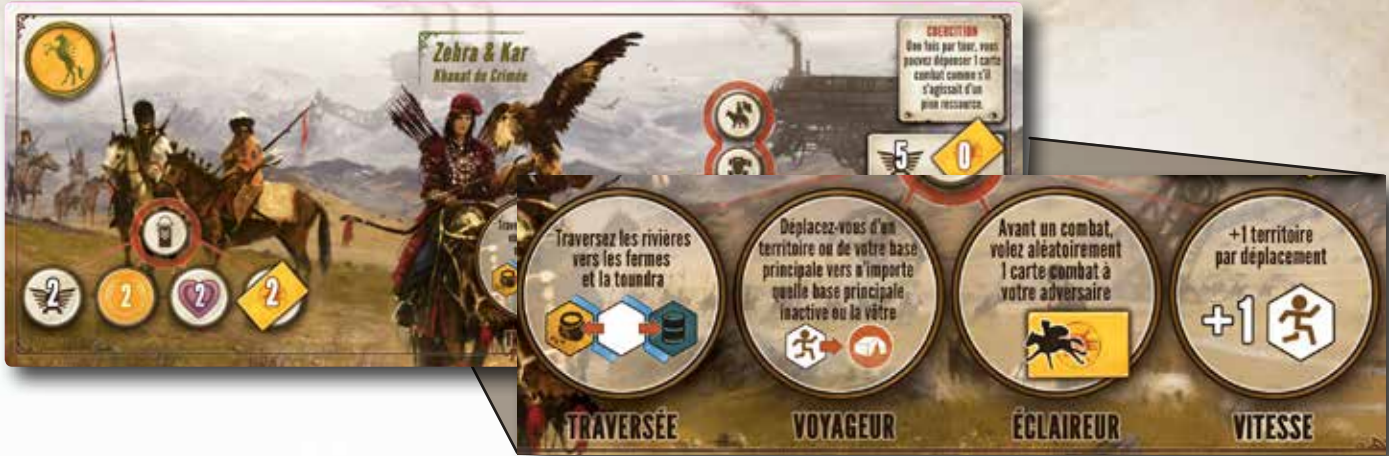 Zehra & Kar
Khanat de Crimée
COERCITION
Une fois par tour, vous
pouvez dépenser 1 carte
combat comme s'il
s'agissait d'un
pion ressource.
5
0
2
2
2
2
Traversez les rivières
vers les fermes
et la toundra
TRAVERSÉE
Déplacez-vous d'un
territoire ou de votre base
principale vers n'importe
quelle base principale
inactive ou la vôtre
VOYAGEUR
Avant un combat,
volez aléatoirement
1 carte combat à
votre adversaire
ÉCLAIREUR
+1 territoire
par déplacement
+1
VITESSE